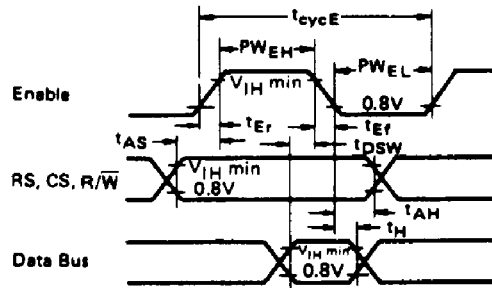 tcycE
PWEH
PWEL
Enable
VIH min
0.8V
tEr
tEf
tAS
tDSW
RS, CS, R/W̅
VIH min
0.8V
tAH
tH
Data Bus
VIH min
0.8V